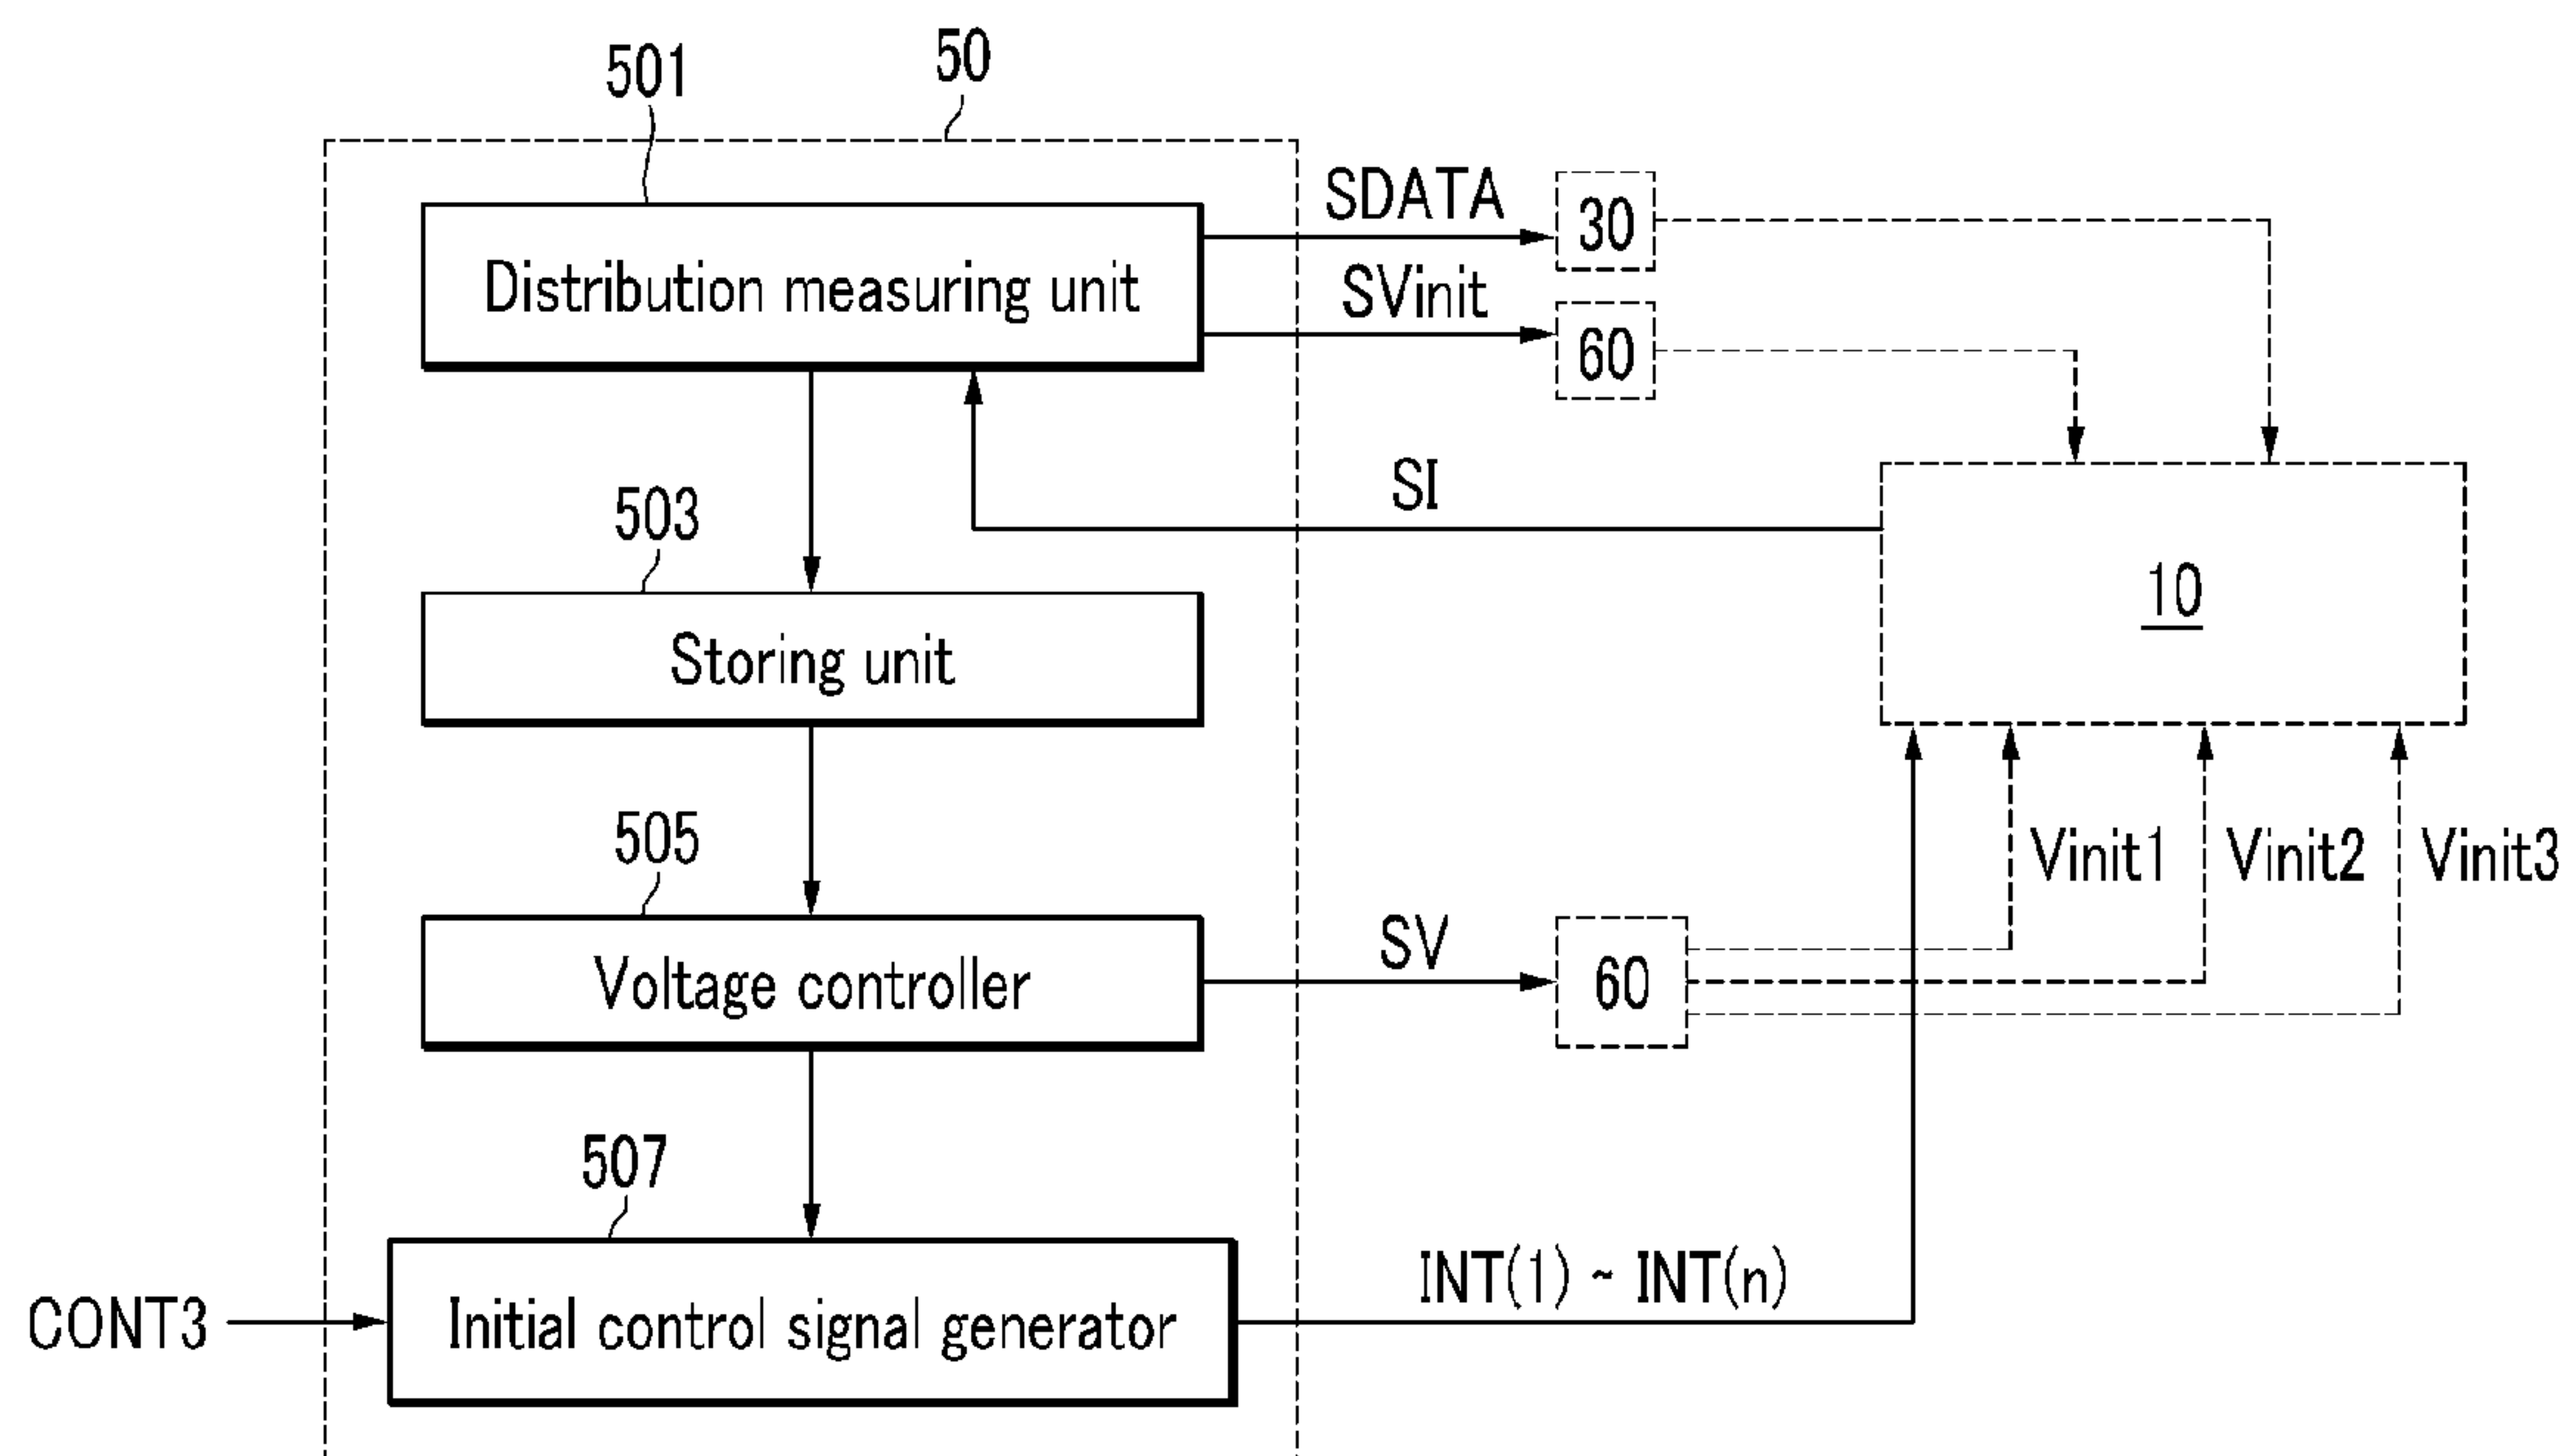 50
501
SDATA
30
Distribution measuring unit
SVinit
60
SI
503
10
Storing unit
505
Vinit1
Vinit2
Vinit3
SV
Voltage controller
60
507
INT(1) ~ INT(n)
CONT3
Initial control signal generator